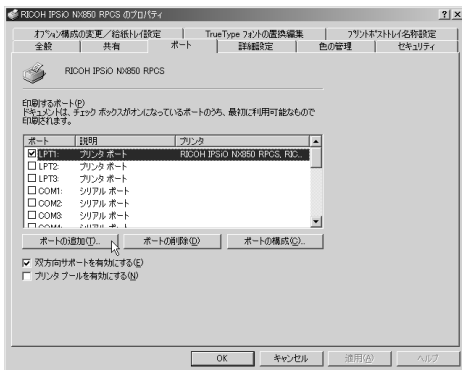 RICOH IPSiO NX850 RPCS のプロパティ
オプション構成の変更／給紙トレイ設定 TrueType フォントの置換編集 プリンタポストトレイ名称設定
全般 共有 ポート 詳細設定 色の管理 セキュリティ
RICOH IPSiO NX850 RPCS
印刷するポート(P)
ドキュメントは、チェック ボックスがオンになっているポートのうち、最初に利用可能なもので
印刷されます。
ポート 説明 プリンタ
LPT1: プリンタ ポート RICOH IPSiO NX850 RPCS, RIC...
LPT2: プリンタ ポート
LPT3: プリンタ ポート
COM1: シリアル ポート
COM2: シリアル ポート
COM3: シリアル ポート
COM4: シリアル ポート
ポートの追加(T)... ポートの削除(D) ポートの構成(C)...
双方向サポートを有効にする(E)
プリンタ プールを有効にする(N)
OK キャンセル 適用(A) ヘルプ